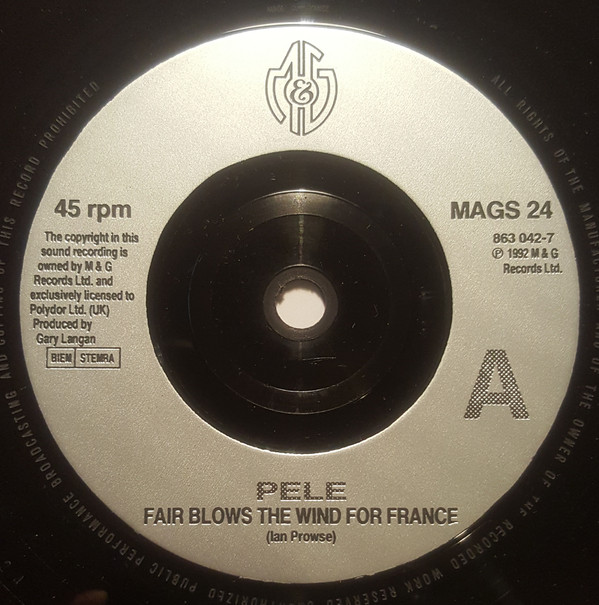 M&G
45 rpm
MAGS 24
The copyright in this
sound recording is
owned by M & G
Records Ltd. and
exclusively licensed to
Polydor Ltd. (UK)
Produced by
Gary Langan
BIEM STEMRA
863 042-7
℗ 1992 M & G
Records Ltd.
A
PELE
FAIR BLOWS THE WIND FOR FRANCE
(Ian Prowse)
ALL RIGHTS OF THE MANUFACTURER AND OF THE OWNER OF THE RECORDED WORK RESERVED UNAUTHORIZED PUBLIC PERFORMANCE BROADCASTING AND COPYING OF THIS RECORD PROHIBITED